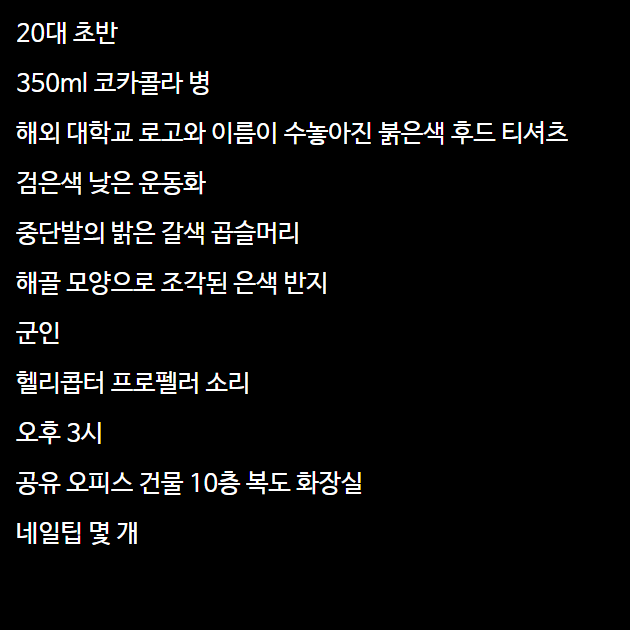 20대 초반
350ml 코카콜라 병
해외 대학교 로고와 이름이 수놓아진 붉은색 후드 티셔츠
검은색 낮은 운동화
중단발의 밝은 갈색 곱슬머리
해골 모양으로 조각된 은색 반지
군인
헬리콥터 프로펠러 소리
오후 3시
공유 오피스 건물 10층 복도 화장실
네일팁 몇 개